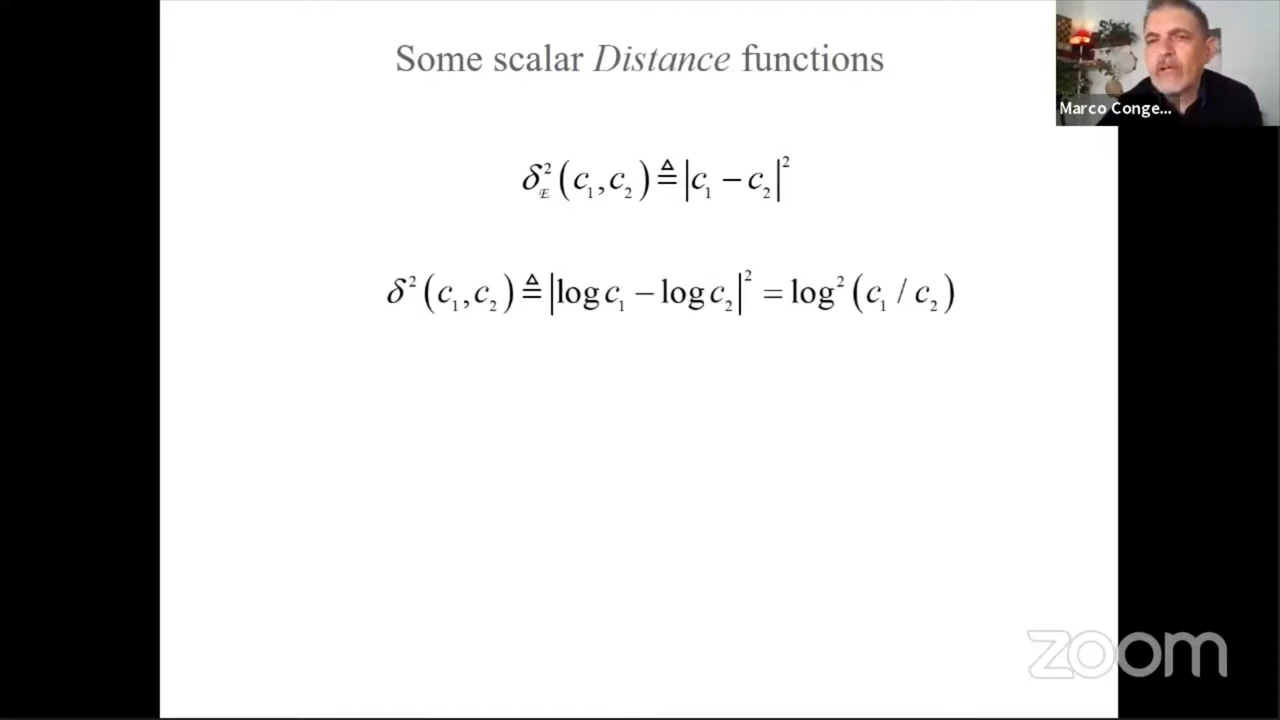 Some scalar Distance functions
Marco Conge...
δ²_Æ(c₁,c₂)≜|c₁−c₂|²
δ²(c₁,c₂)≜|log c₁−log c₂|²=log²(c₁/c₂)
zoom